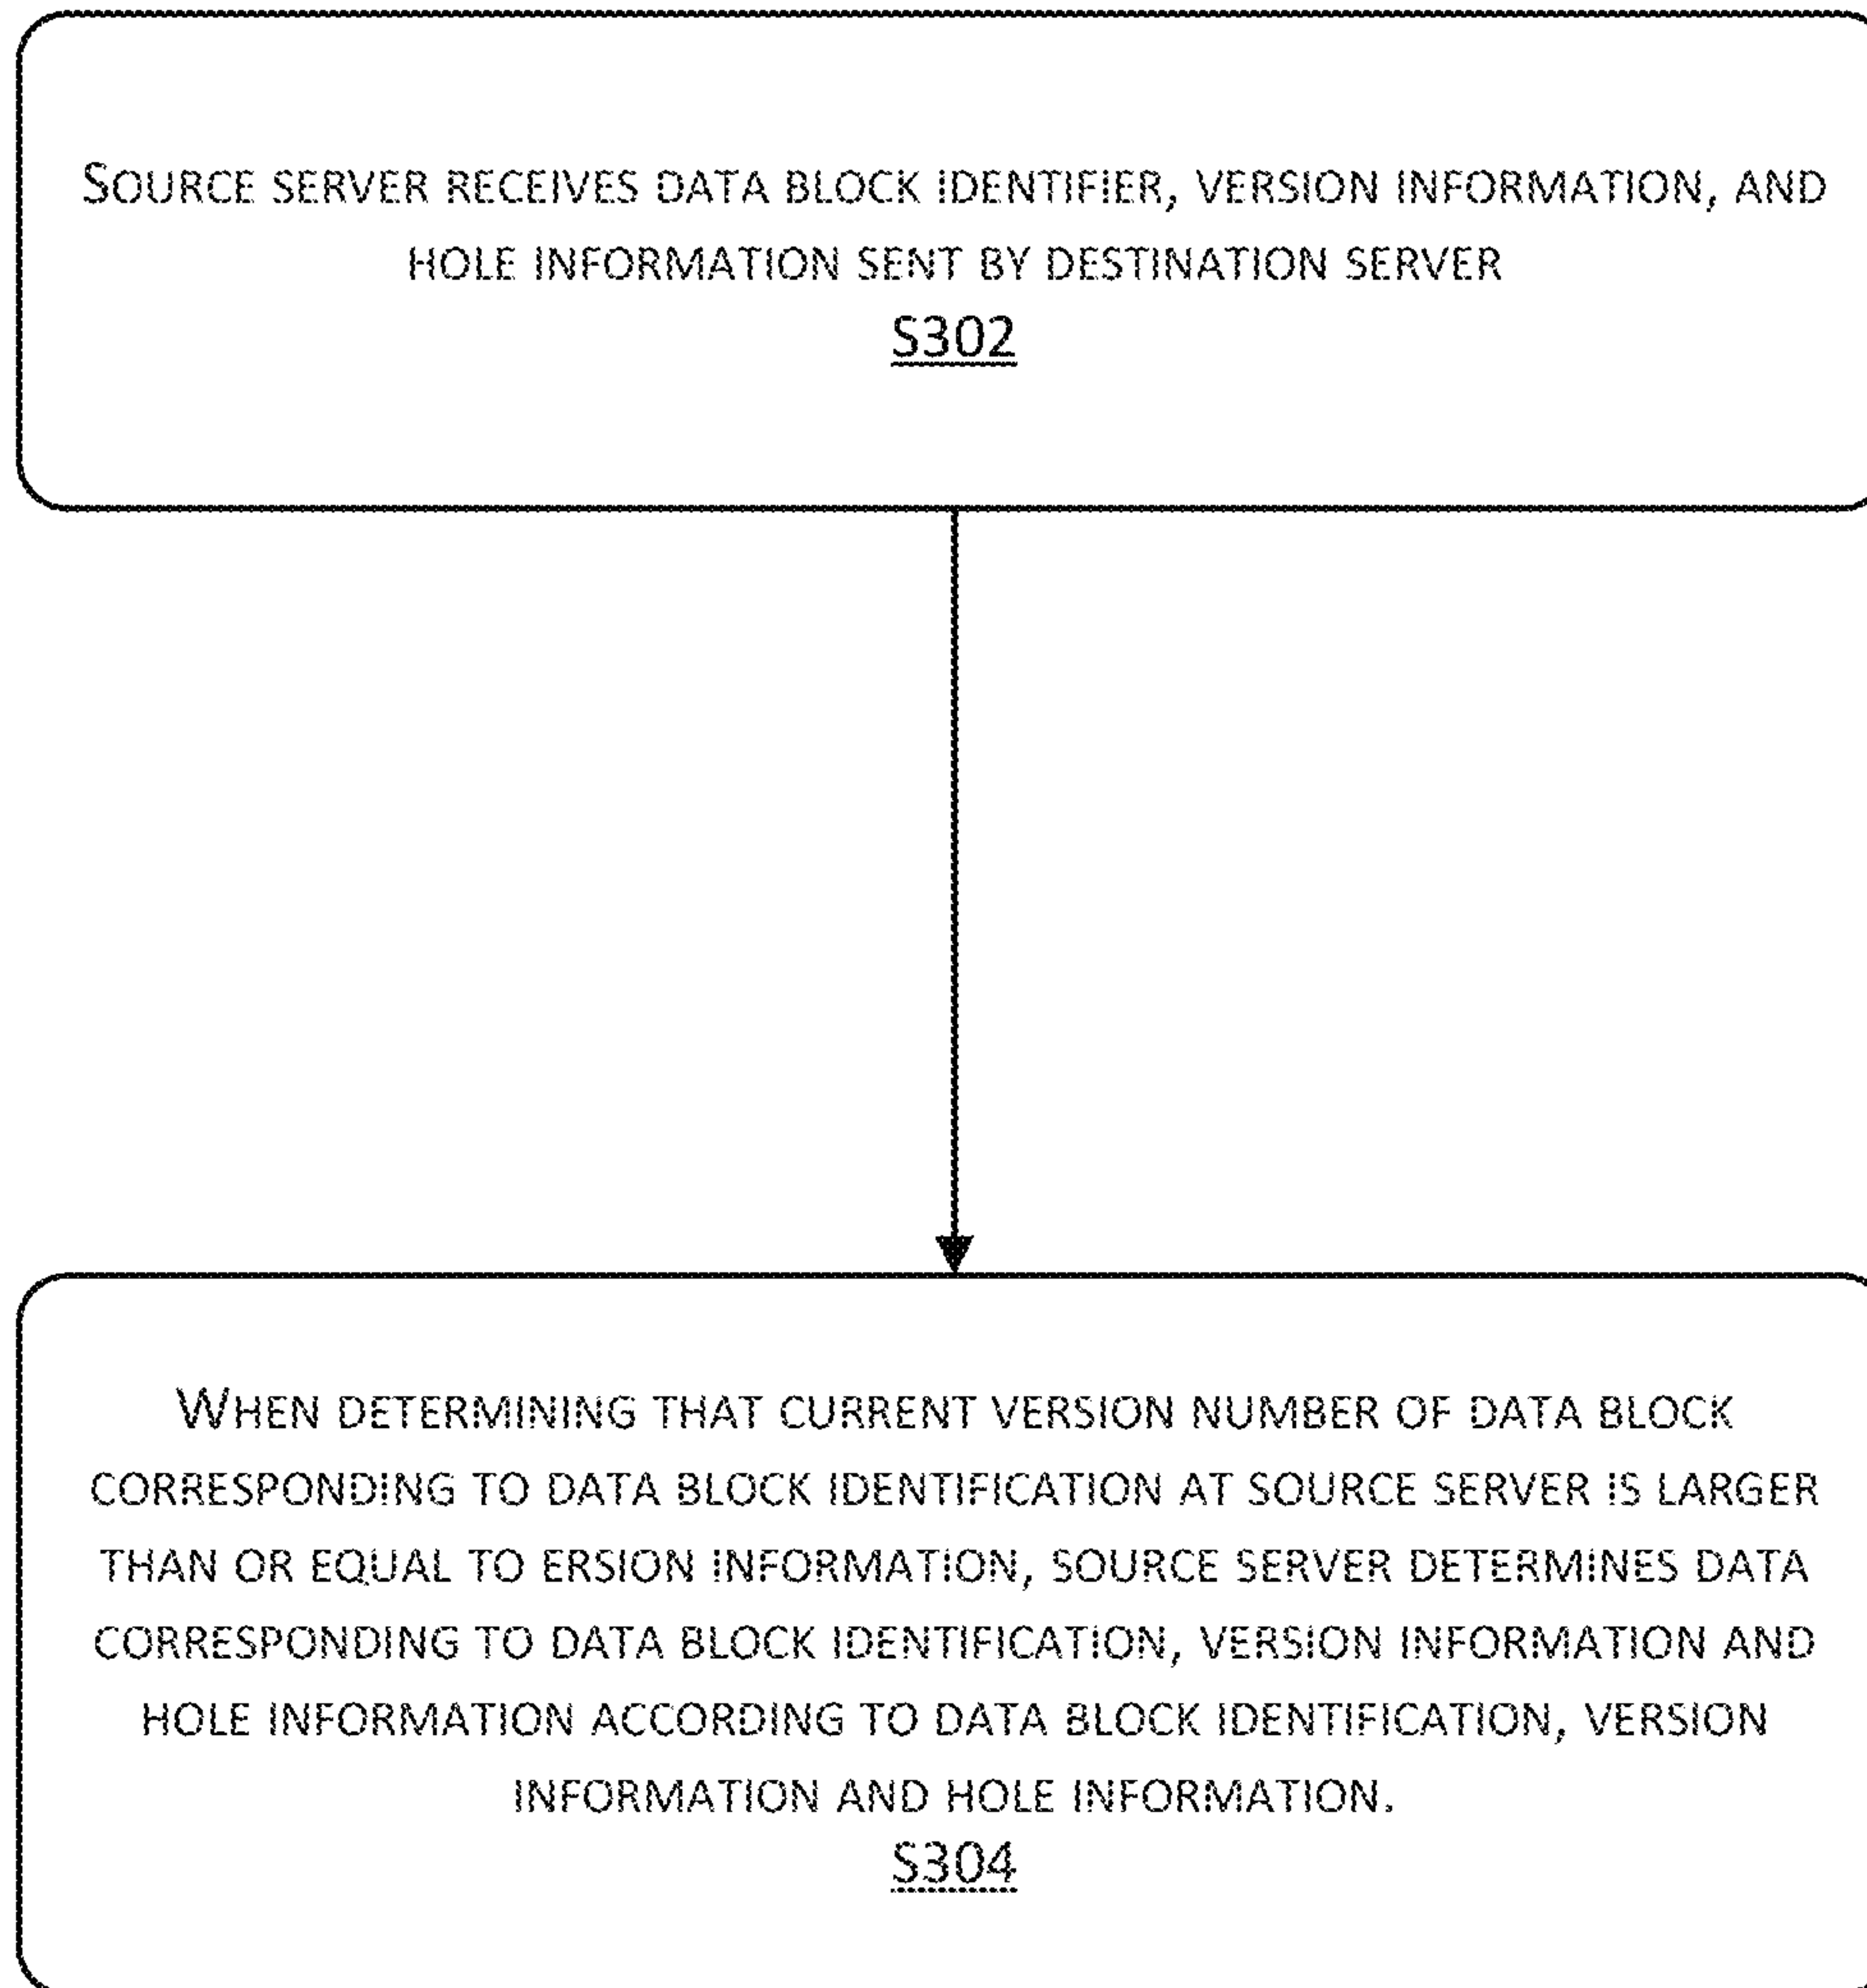 SOURCE SERVER RECEIVES DATA BLOCK IDENTIFIER, VERSION INFORMATION, AND
HOLE INFORMATION SENT BY DESTINATION SERVER
S302
WHEN DETERMINING THAT CURRENT VERSION NUMBER OF DATA BLOCK
CORRESPONDING TO DATA BLOCK IDENTIFICATION AT SOURCE SERVER IS LARGER
THAN OR EQUAL TO ERSION INFORMATION, SOURCE SERVER DETERMINES DATA
CORRESPONDING TO DATA BLOCK IDENTIFICATION, VERSION INFORMATION AND
HOLE INFORMATION ACCORDING TO DATA BLOCK IDENTIFICATION, VERSION
INFORMATION AND HOLE INFORMATION.
S304